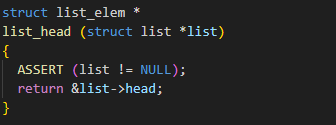 struct list_elem *
list_head (struct list *list)
{
  ASSERT (list != NULL);
  return &list->head;
}